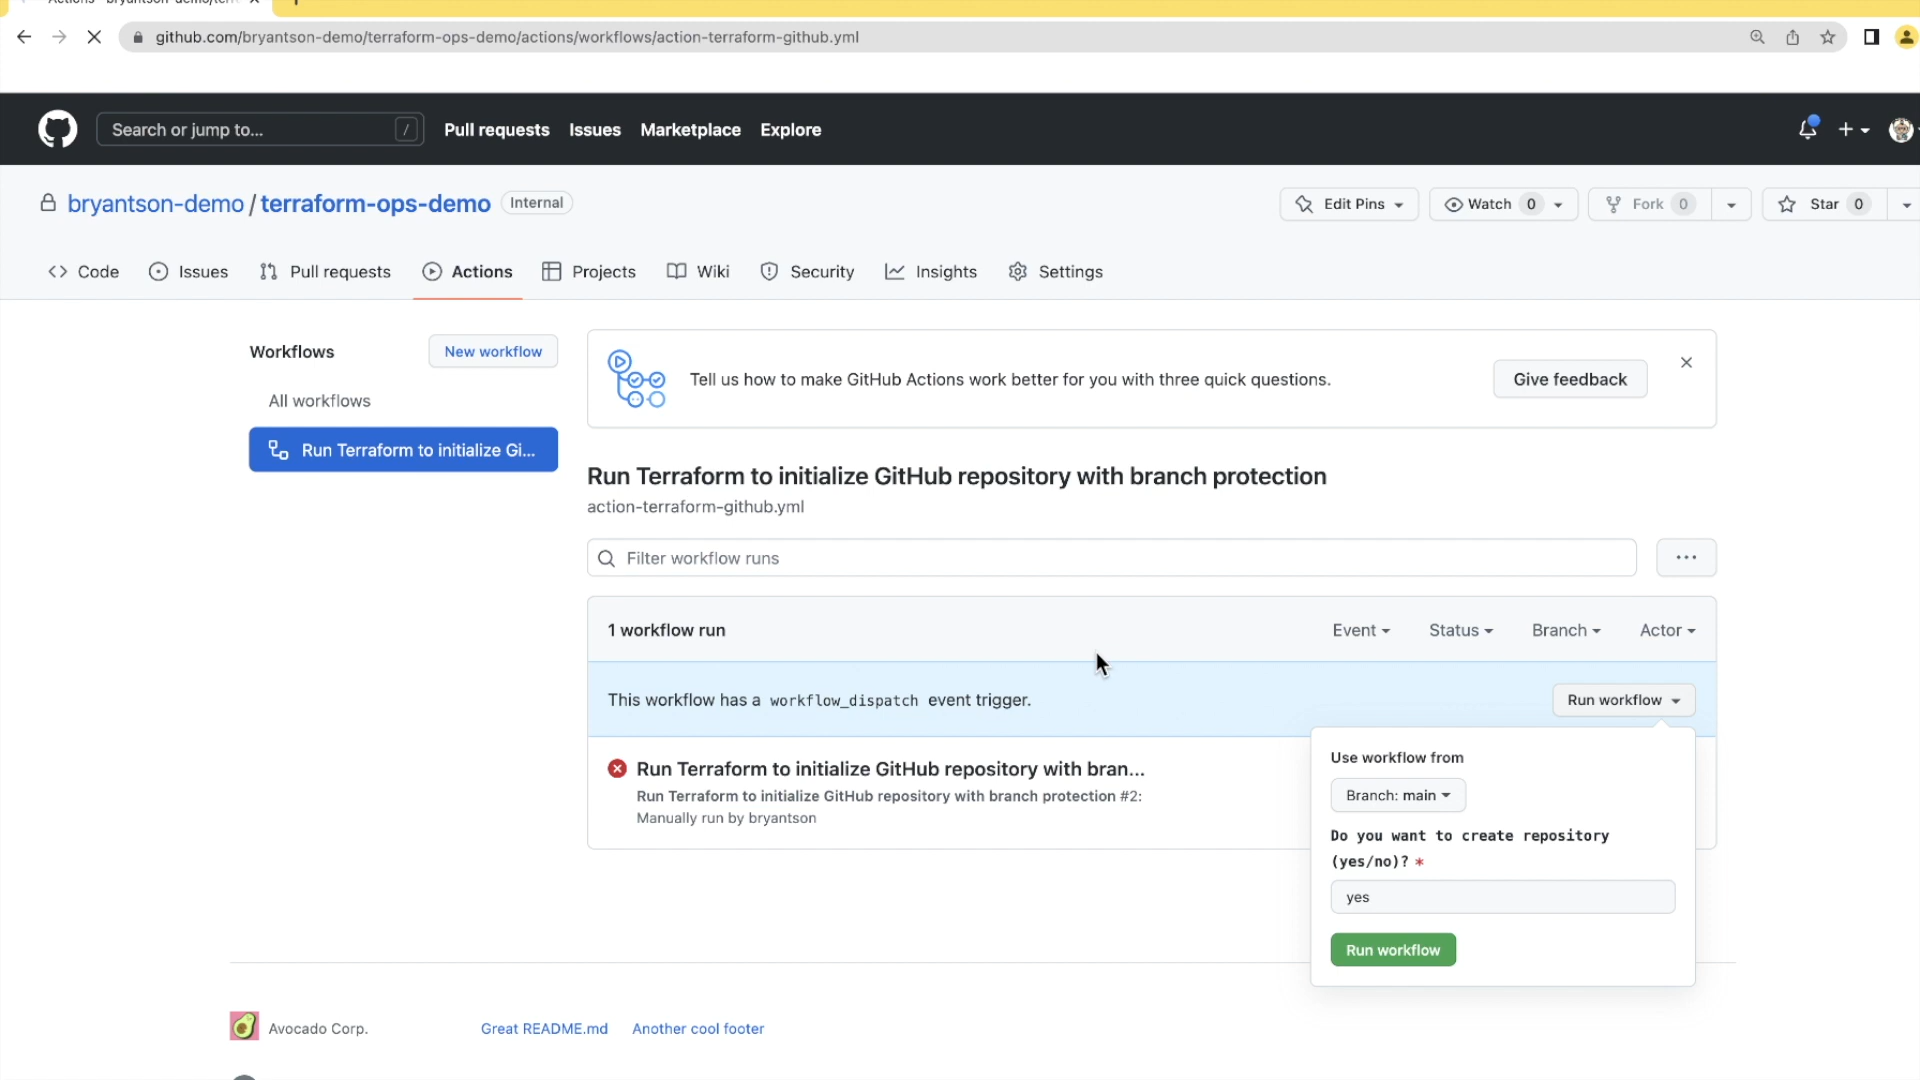 github.com/bryantson-demo/terraform-ops-demo/actions/workflows/action-terraform-github.yml
Search or jump to... /
Pull requests Issues Marketplace Explore
bryantson-demo / terraform-ops-demo Internal
Edit Pins Watch 0 Fork 0 Star 0
Code Issues Pull requests Actions Projects Wiki Security Insights Settings
Workflows
New workflow
All workflows
Run Terraform to initialize Gi...
Tell us how to make GitHub Actions work better for you with three quick questions.
Give feedback
Run Terraform to initialize GitHub repository with branch protection
action-terraform-github.yml
Filter workflow runs
...
1 workflow run
Event Status Branch Actor
This workflow has a workflow_dispatch event trigger.
Run workflow
Run Terraform to initialize GitHub repository with bran...
Run Terraform to initialize GitHub repository with branch protection #2:
Manually run by bryantson
Use workflow from
Branch: main
Do you want to create repository
(yes/no)? *
yes
Run workflow
Avocado Corp. Great README.md Another cool footer